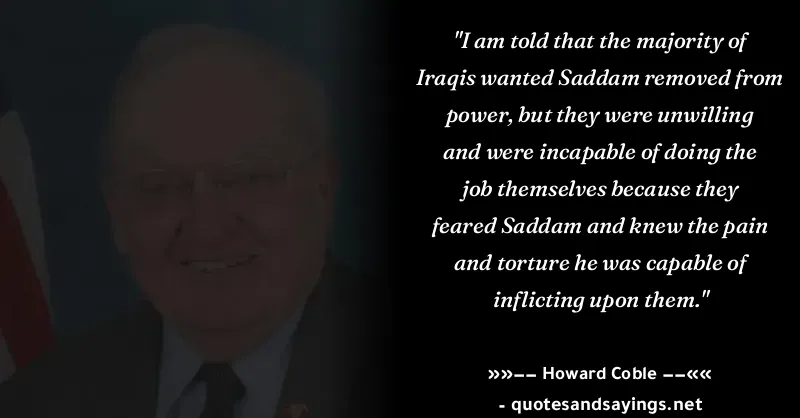 "I am told that the majority of
Iraqis wanted Saddam removed from
power, but they were unwilling
and were incapable of doing the
job themselves because they
feared Saddam and knew the pain
and torture he was capable of
inflicting upon them."
»»−− Howard Coble −−««
- quotesandsayings.net